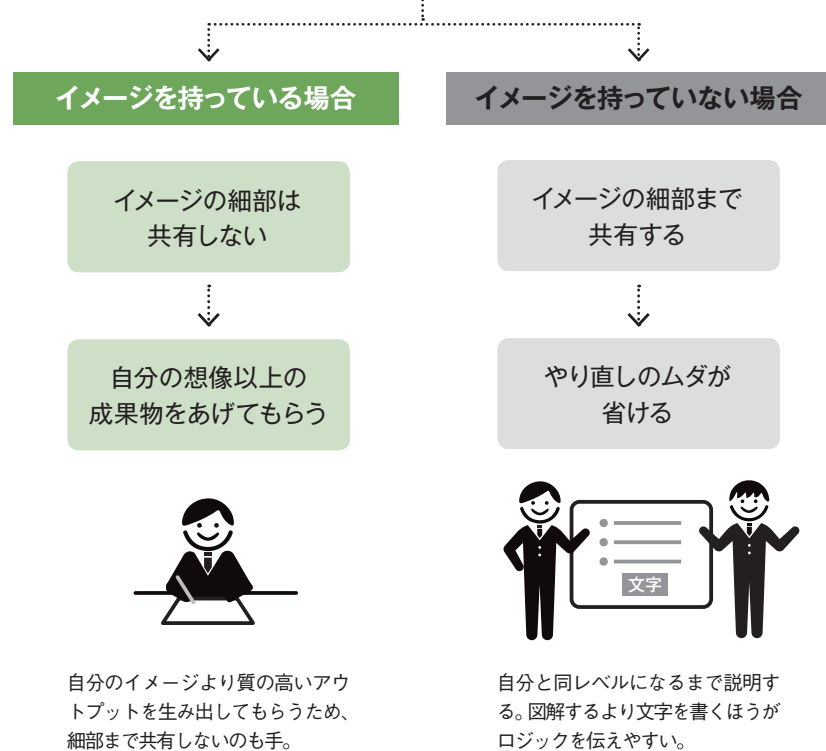 イメージを持っている場合
イメージの細部は
共有しない
自分の想像以上の
成果物をあげてもらう
自分のイメージより質の高いアウ
トプットを生み出してもらうため、
細部まで共有しないのも手。
イメージを持っていない場合
イメージの細部まで
共有する
やり直しのムダが
省ける
文字
自分と同レベルになるまで説明す
る。図解するより文字を書くほうが
ロジックを伝えやすい。